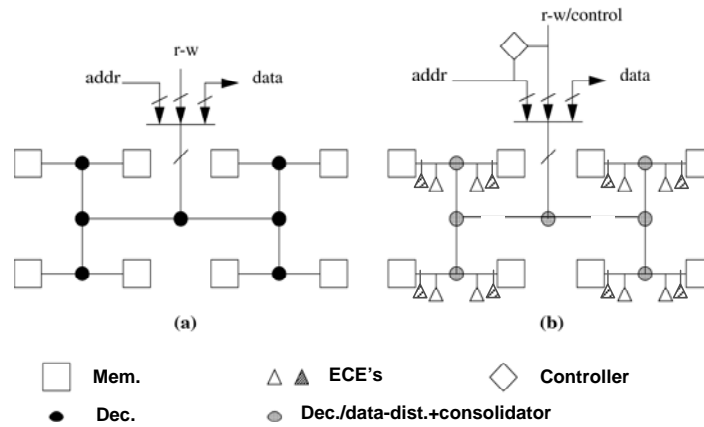 r-w
addr
data
(a)
r-w/control
addr
data
(b)
Mem.
ECE's
Controller
Dec.
Dec./data-dist.+consolidator